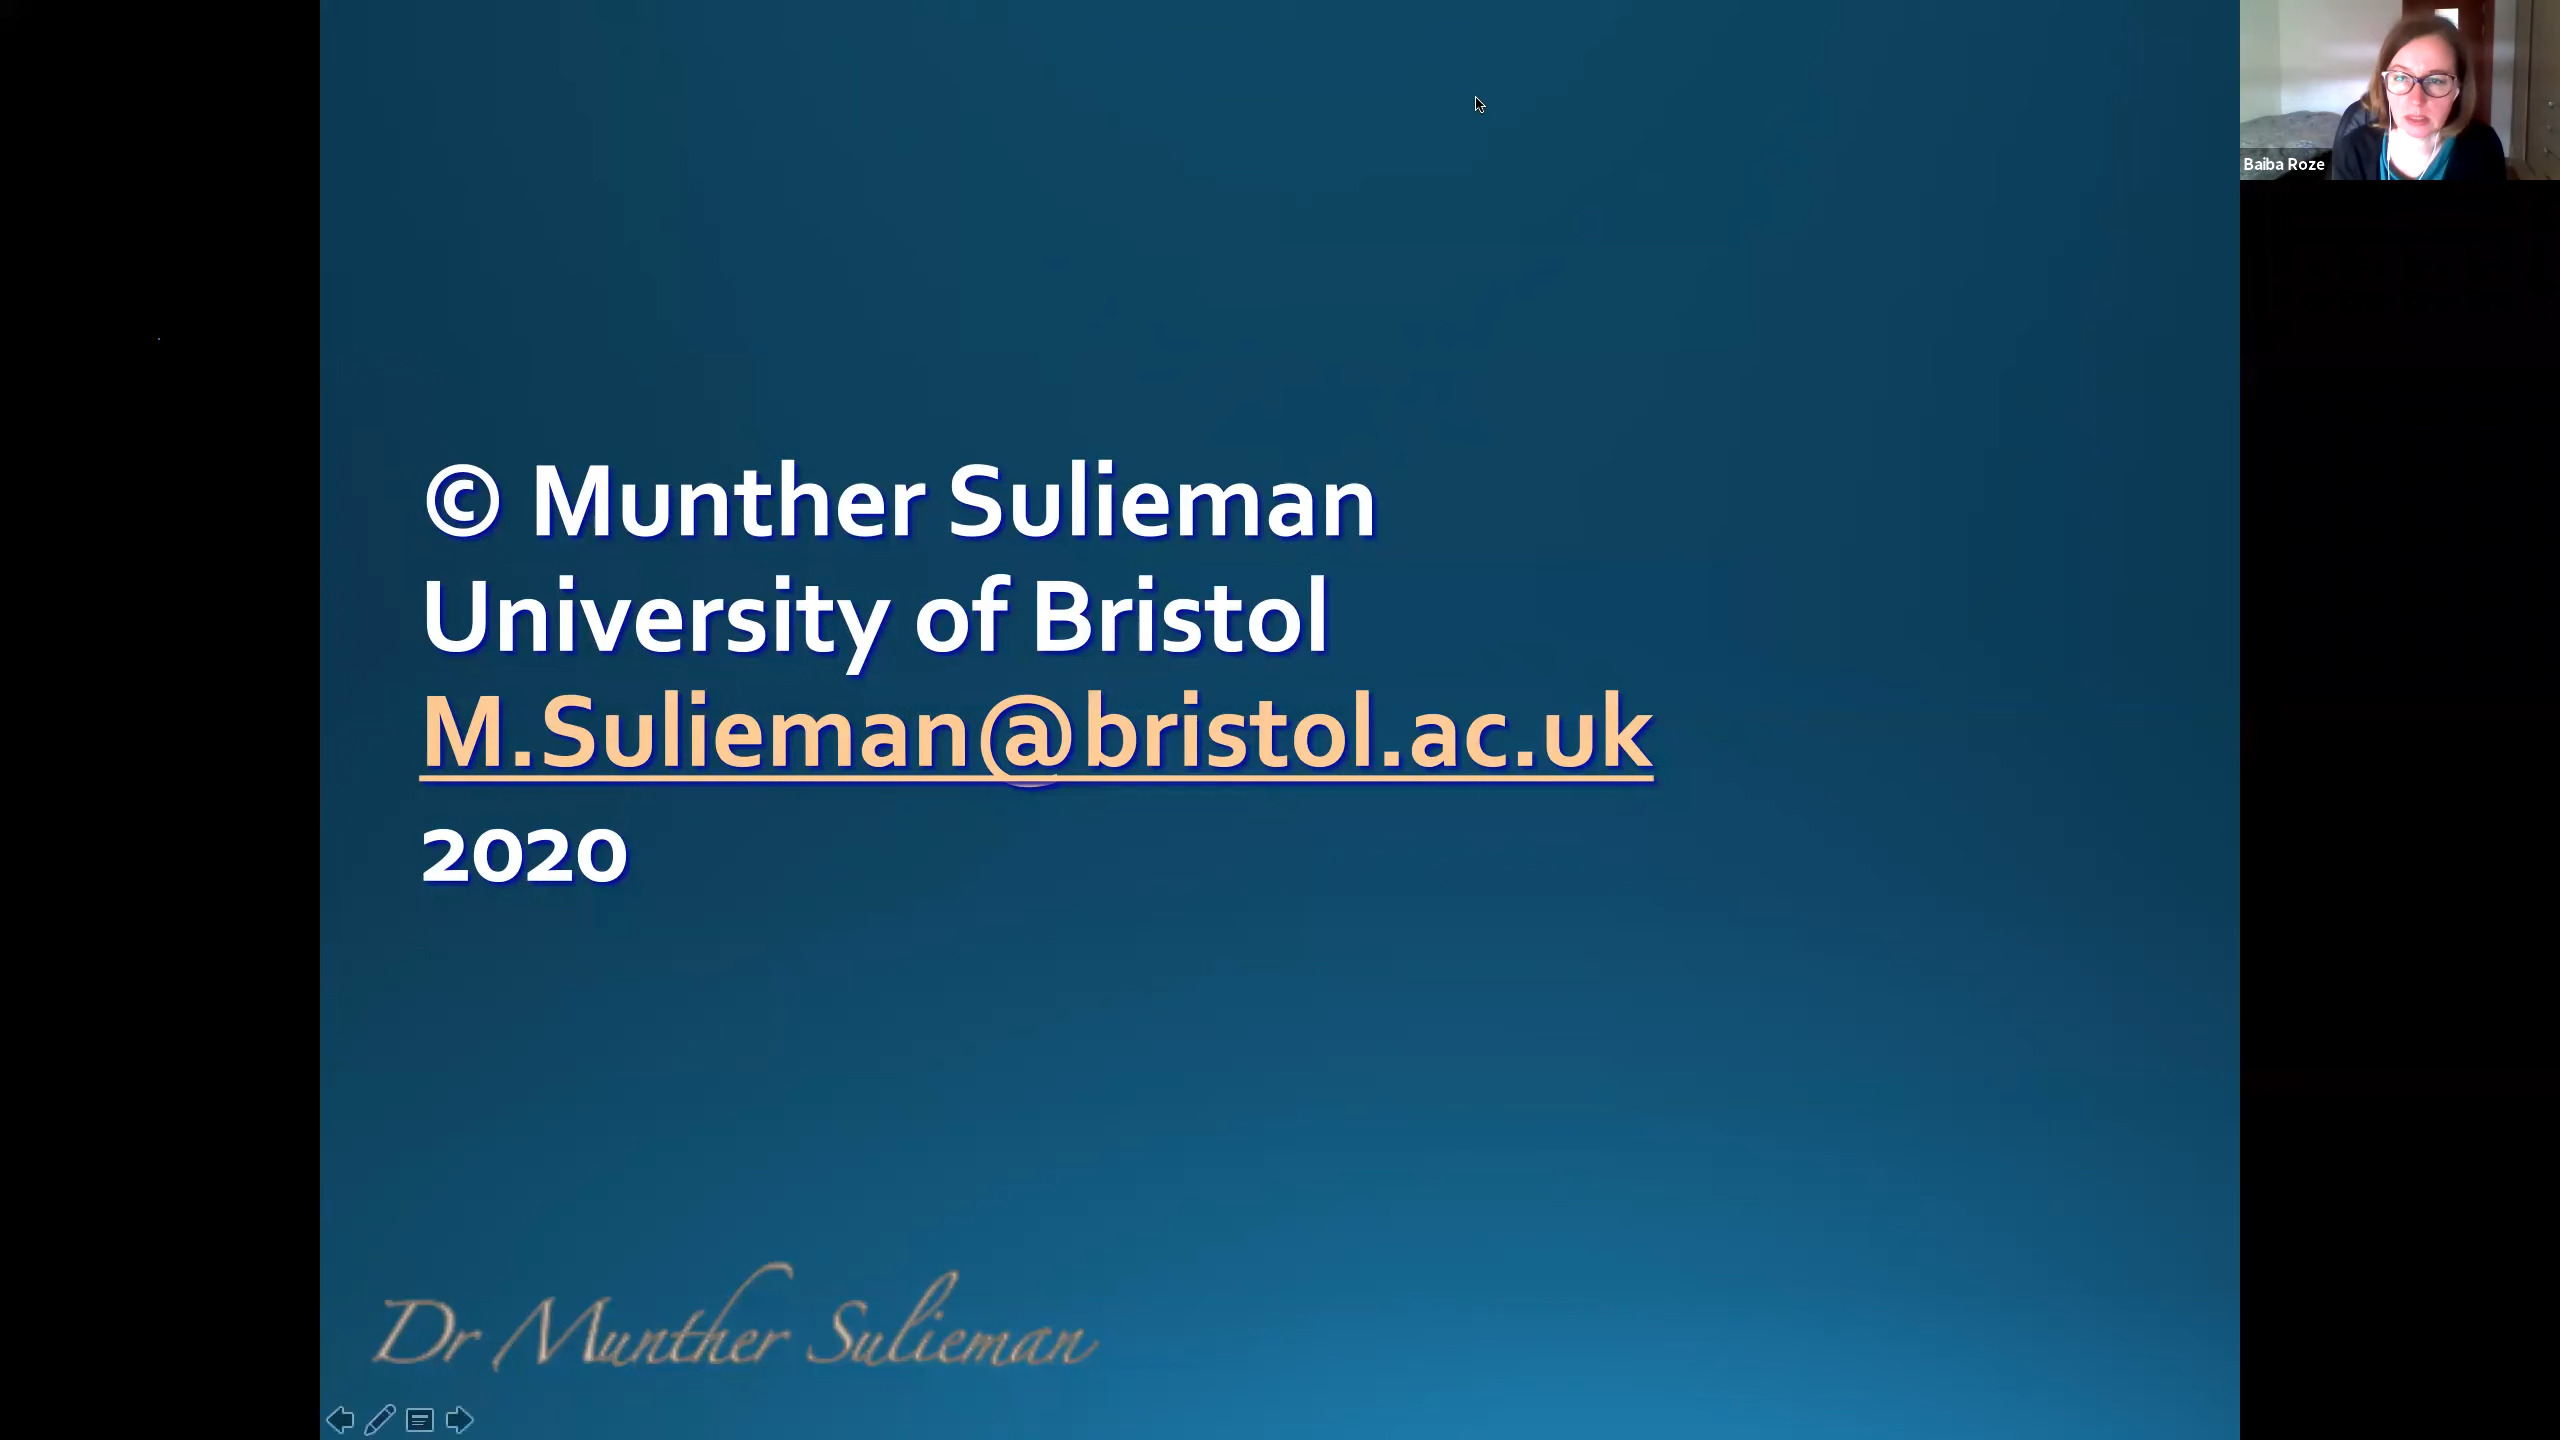 © Munther Sulieman
University of Bristol
M.Sulieman@bristol.ac.uk
2020
Dr Munther Sulieman
Baiba Roze